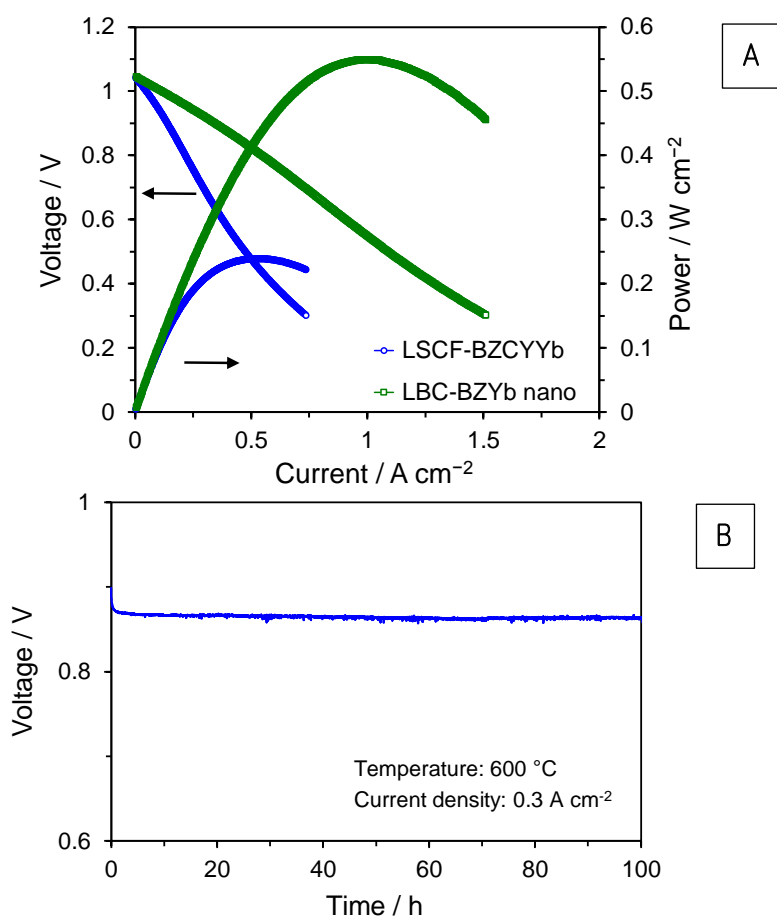 A
1.2 0.6
1 0.5
0.8 0.4
0.6 0.3
0.4 0.2
0.2 0.1
0 0
Voltage / V
Power / W cm⁻²
LSCF-BZCYYb
LBC-BZYb nano
0 0.5 1 1.5 2
Current / A cm⁻²
B
1
0.8
0.6
Voltage / V
Temperature: 600 °C
Current density: 0.3 A cm⁻²
0 20 40 60 80 100
Time / h